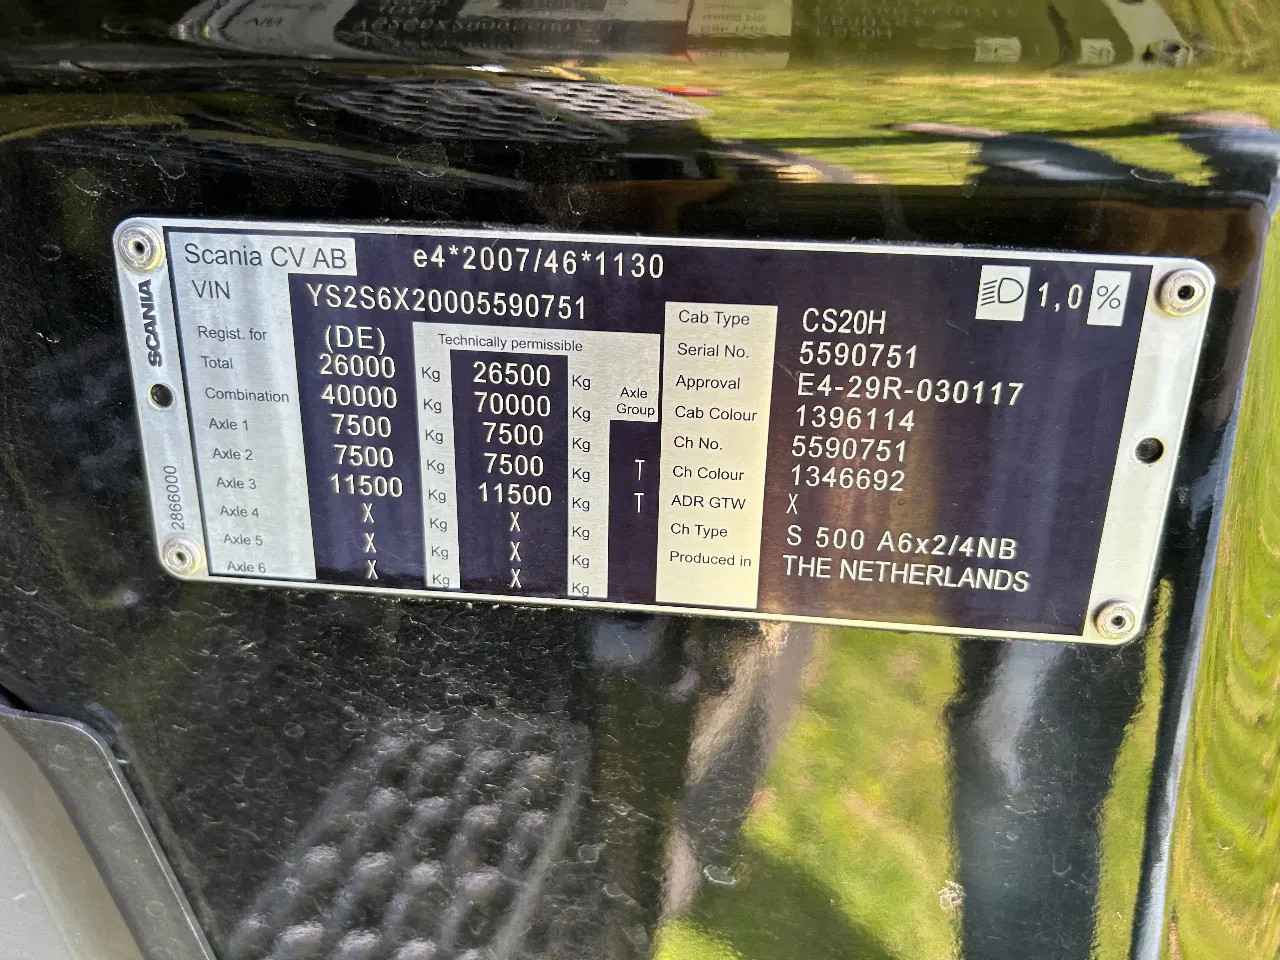 Scania CV AB e4*2007/46*1130
VIN YS2S6X20005590751
1,0 %
SCANIA
2866000
Regist. for (DE) Technically permissible
Total 26000 Kg 26500 Kg
Combination 40000 Kg 70000 Kg Axle Group
Axle 1 7500 Kg 7500 Kg
Axle 2 7500 Kg 7500 Kg T
Axle 3 11500 Kg 11500 Kg T
Axle 4 X Kg X Kg
Axle 5 X Kg X Kg
Axle 6 X Kg X Kg
Cab Type CS20H
Serial No. 5590751
Approval E4-29R-030117
Cab Colour 1396114
Ch No. 5590751
Ch Colour 1346692
ADR GTW X
Ch Type S 500 A6x2/4NB
Produced in THE NETHERLANDS